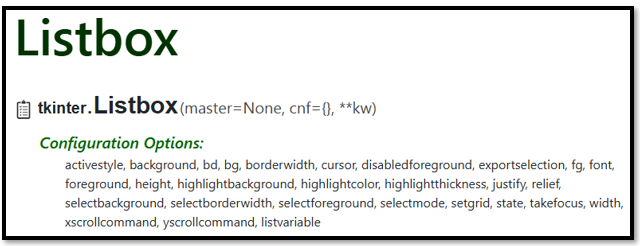 Listbox
tkinter.Listbox(master=None, cnf={}, **kw)
Configuration Options:
activestyle, background, bd, bg, borderwidth, cursor, disabledforeground, exportselection, fg, font,
foreground, height, highlightbackground, highlightcolor, highlightthickness, justify, relief,
selectbackground, selectborderwidth, selectforeground, selectmode, setgrid, state, takefocus, width,
xscrollcommand, yscrollcommand, listvariable